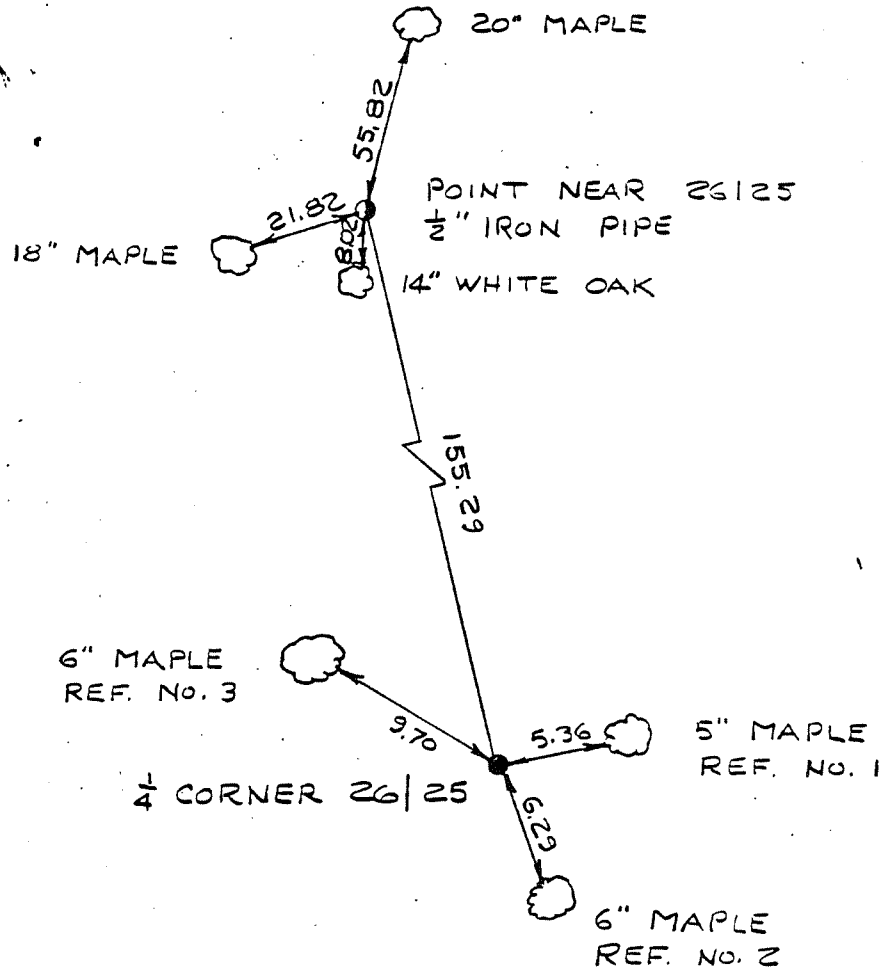 20" MAPLE
55.82
POINT NEAR 26|25
1/2" IRON PIPE
21.82
18" MAPLE
8.02
14" WHITE OAK
155.29
6" MAPLE
REF. NO. 3
9.70
5.36
5" MAPLE
REF. NO. 1
1/4 CORNER 26|25
6.29
6" MAPLE
REF. NO. 2